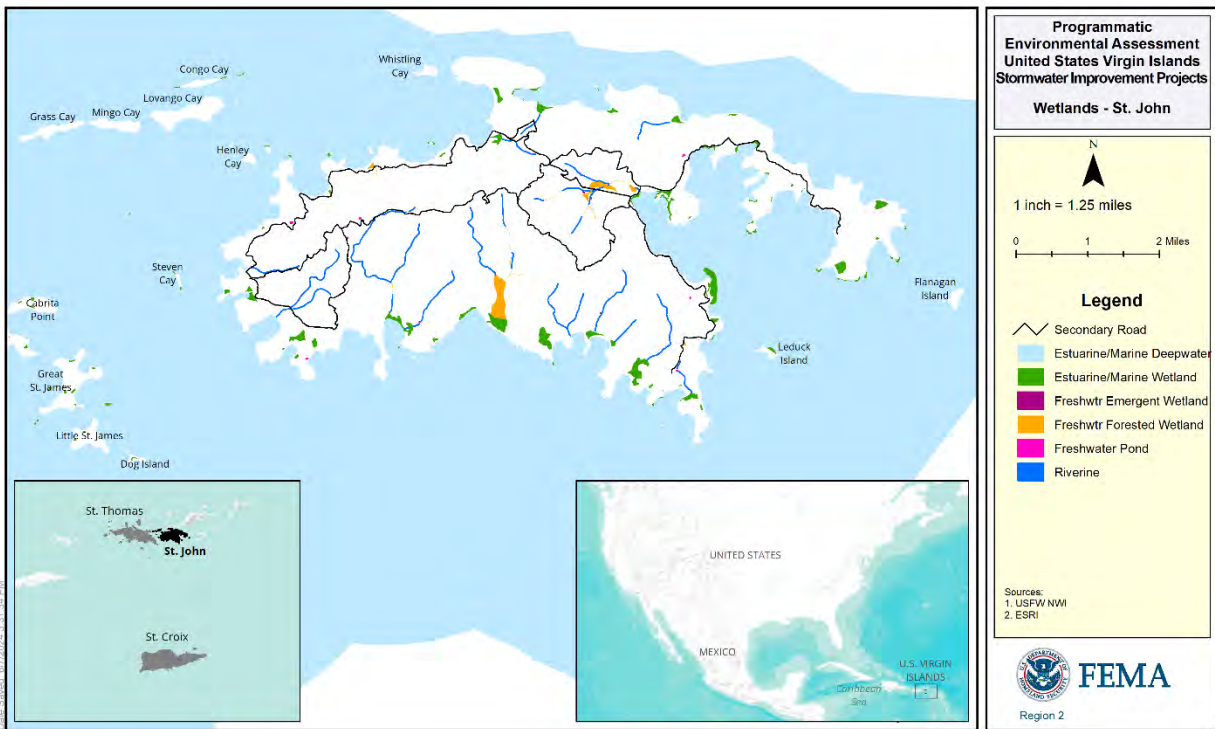 Whistling
Cay
Congo Cay
Lovango Cay
Mingo Cay
Grass Cay
Henley
Cay
Steven
Cay
Cabrita
Point
Great
St. James
Little St. James
Dog Island
Flanagan
Island
Leduck
Island
St. Thomas
St. John
St. Croix
UNITED STATES
MEXICO
U.S. VIRGIN
ISLANDS
Caribbean
Sea
Programmatic
Environmental Assessment
United States Virgin Islands
Stormwater Improvement Projects
Wetlands - St. John
N
1 inch = 1.25 miles
0 1 2 Miles
Legend
Secondary Road
Estuarine/Marine Deepwater
Estuarine/Marine Wetland
Freshwtr Emergent Wetland
Freshwtr Forested Wetland
Freshwater Pond
Riverine
Sources:
1. USFW NWI
2. ESRI
FEMA
Region 2